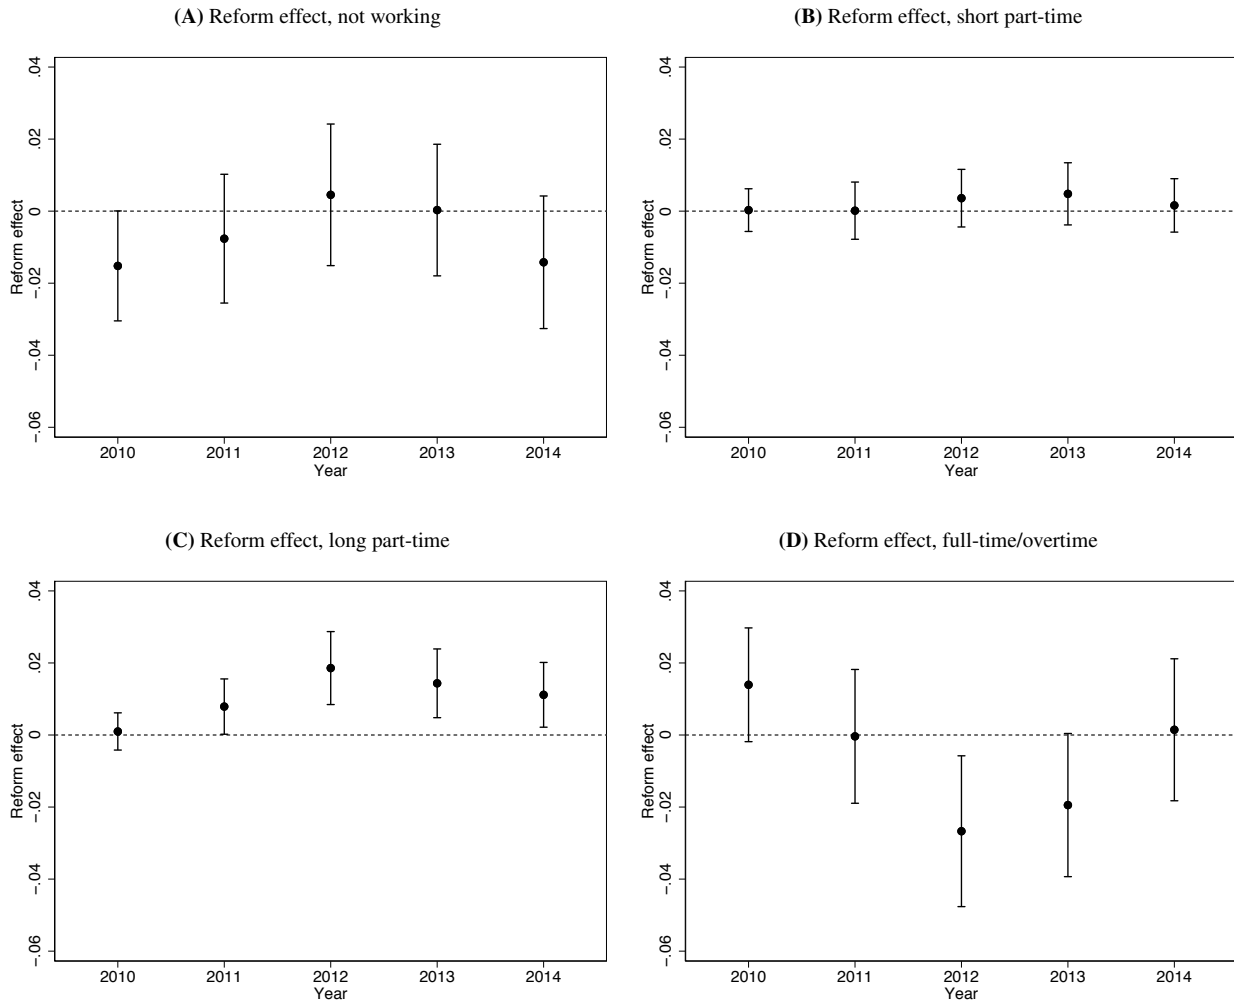 (A) Reform effect, not working
.04
.02
0
-.02
-.04
-.06
Reform effect
2010 2011 2012 2013 2014
Year
(B) Reform effect, short part-time
.04
.02
0
-.02
-.04
-.06
Reform effect
2010 2011 2012 2013 2014
Year
(C) Reform effect, long part-time
.04
.02
0
-.02
-.04
-.06
Reform effect
2010 2011 2012 2013 2014
Year
(D) Reform effect, full-time/overtime
.04
.02
0
-.02
-.04
-.06
Reform effect
2010 2011 2012 2013 2014
Year